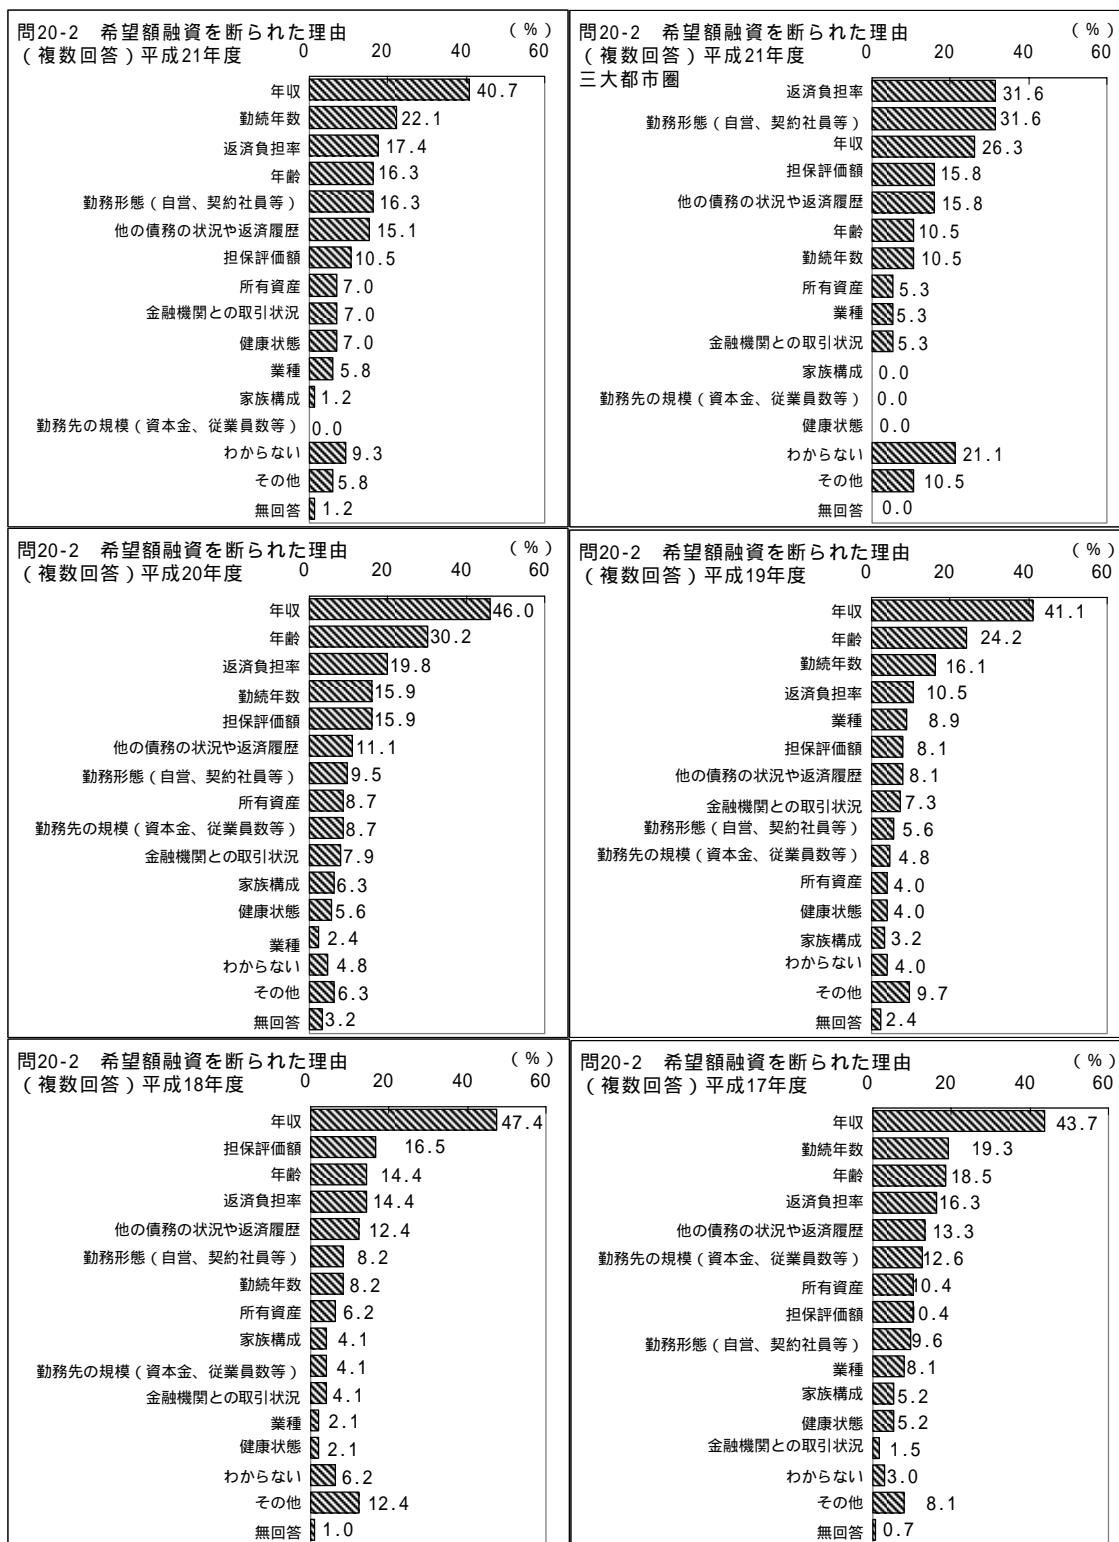 問20-2 希望額融資を断られた理由 (%)
(複数回答)平成21年度 0 20 40 60
年収 40.7
勤続年数 22.1
返済負担率 17.4
年齢 16.3
勤務形態(自営、契約社員等) 16.3
他の債務の状況や返済履歴 15.1
担保評価額 10.5
所有資産 7.0
金融機関との取引状況 7.0
健康状態 7.0
業種 5.8
家族構成 1.2
勤務先の規模(資本金、従業員数等) 0.0
わからない 9.3
その他 5.8
無回答 1.2
問20-2 希望額融資を断られた理由 (%)
(複数回答)平成21年度 0 20 40 60
三大都市圏
返済負担率 31.6
勤務形態(自営、契約社員等) 31.6
年収 26.3
担保評価額 15.8
他の債務の状況や返済履歴 15.8
年齢 10.5
勤続年数 10.5
所有資産 5.3
業種 5.3
金融機関との取引状況 5.3
家族構成 0.0
勤務先の規模(資本金、従業員数等) 0.0
健康状態 0.0
わからない 21.1
その他 10.5
無回答 0.0
問20-2 希望額融資を断られた理由 (%)
(複数回答)平成20年度 0 20 40 60
年収 46.0
年齢 30.2
返済負担率 19.8
勤続年数 15.9
担保評価額 15.9
他の債務の状況や返済履歴 11.1
勤務形態(自営、契約社員等) 9.5
所有資産 8.7
勤務先の規模(資本金、従業員数等) 8.7
金融機関との取引状況 7.9
家族構成 6.3
健康状態 5.6
業種 2.4
わからない 4.8
その他 6.3
無回答 3.2
問20-2 希望額融資を断られた理由 (%)
(複数回答)平成19年度 0 20 40 60
年収 41.1
年齢 24.2
勤続年数 16.1
返済負担率 10.5
業種 8.9
担保評価額 8.1
他の債務の状況や返済履歴 8.1
金融機関との取引状況 7.3
勤務形態(自営、契約社員等) 5.6
勤務先の規模(資本金、従業員数等) 4.8
所有資産 4.0
健康状態 4.0
家族構成 3.2
わからない 4.0
その他 9.7
無回答 2.4
問20-2 希望額融資を断られた理由 (%)
(複数回答)平成18年度 0 20 40 60
年収 47.4
担保評価額 16.5
年齢 14.4
返済負担率 14.4
他の債務の状況や返済履歴 12.4
勤務形態(自営、契約社員等) 8.2
勤続年数 8.2
所有資産 6.2
家族構成 4.1
勤務先の規模(資本金、従業員数等) 4.1
金融機関との取引状況 4.1
業種 2.1
健康状態 2.1
わからない 6.2
その他 12.4
無回答 1.0
問20-2 希望額融資を断られた理由 (%)
(複数回答)平成17年度 0 20 40 60
年収 43.7
勤続年数 19.3
年齢 18.5
返済負担率 16.3
他の債務の状況や返済履歴 13.3
勤務先の規模(資本金、従業員数等) 12.6
所有資産 10.4
担保評価額 0.4
勤務形態(自営、契約社員等) 9.6
業種 8.1
家族構成 5.2
健康状態 5.2
金融機関との取引状況 1.5
わからない 3.0
その他 8.1
無回答 0.7